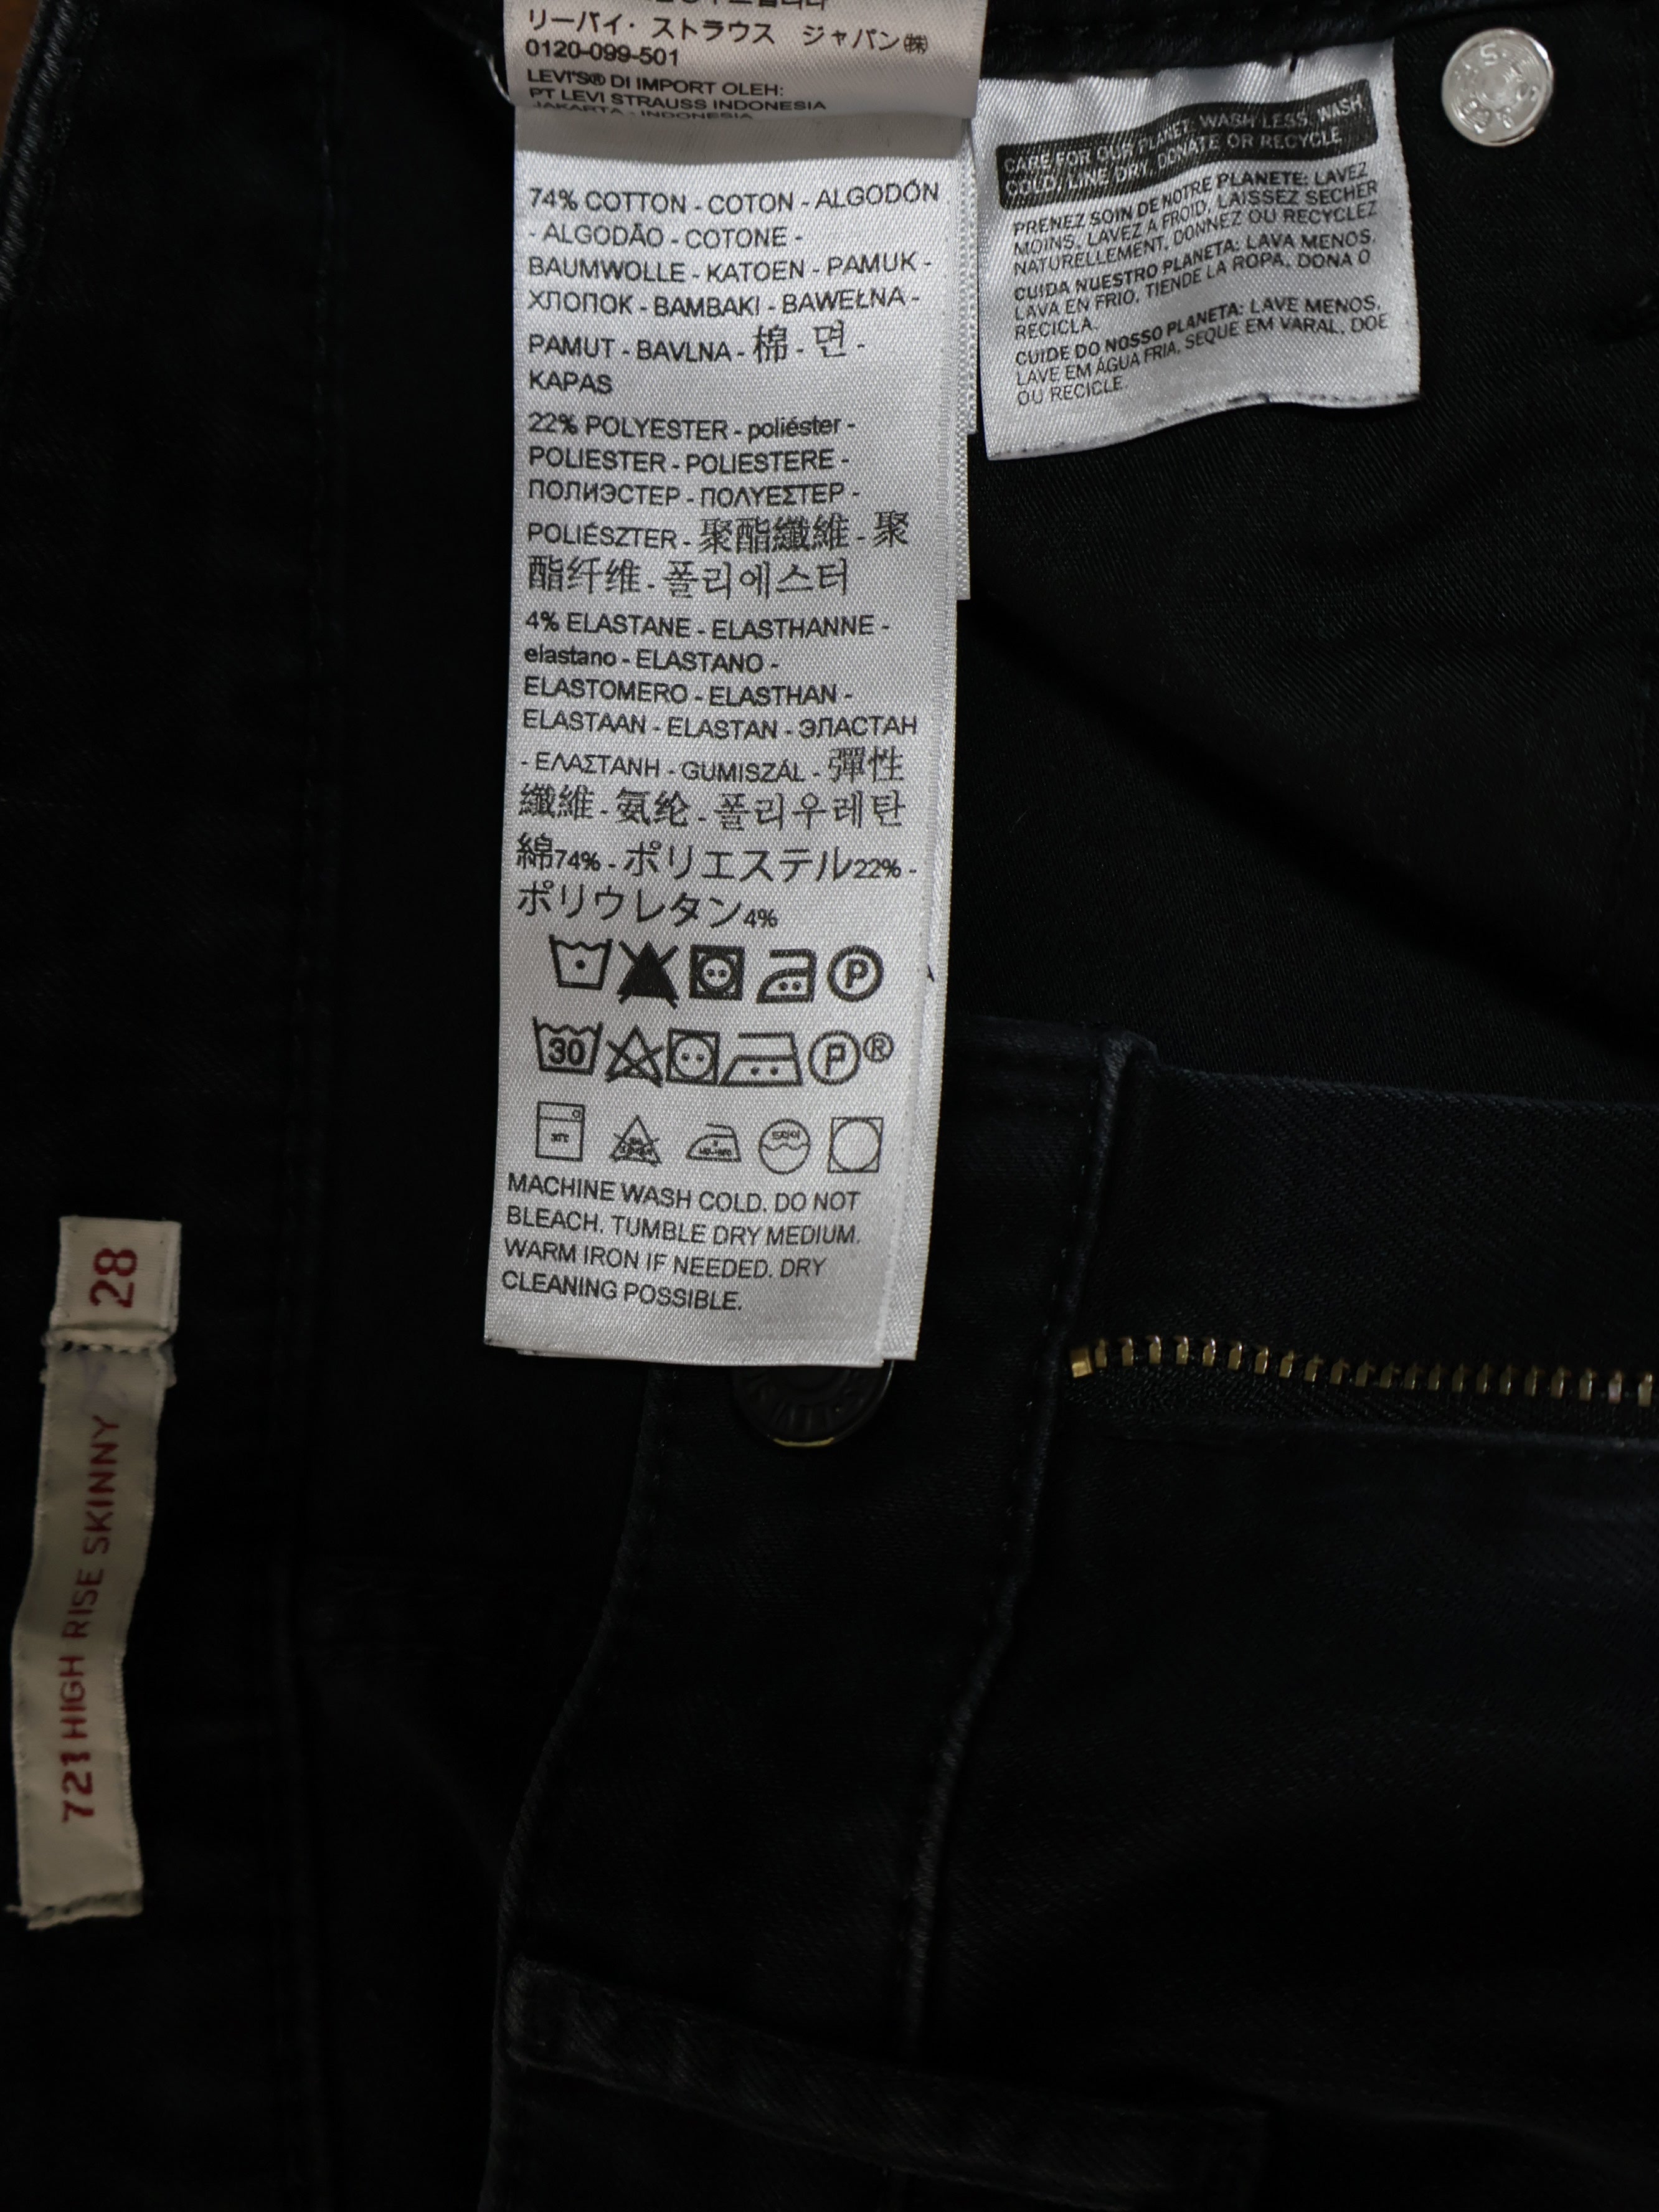 リーバイ・ストラウス ジャパン㈱
0120-099-501
LEVI'S® DI IMPORT OLEH:
PT LEVI STRAUSS INDONESIA
JAKARTA - INDONESIA
74% COTTON - COTON - ALGODÓN
- ALGODÃO - COTONE -
BAUMWOLLE - KATOEN - PAMUK -
ХЛОПОК - BAMBAKI - BAWEŁNA -
PAMUT - BAVLNA - 棉 - 면 -
KAPAS
22% POLYESTER - poliéster -
POLIESTER - POLIESTERE -
ПОЛИЭСТЕР - ΠΟΛΥΕΣΤΕΡ -
POLIÉSZTER - 聚酯纖維 - 聚
酯纤维 - 폴리에스터
4% ELASTANE - ELASTHANNE -
elastano - ELASTANO -
ELASTOMERO - ELASTHAN -
ELASTAAN - ELASTAN - ЭЛАСТАН
- ΕΛΑΣΤΑΝΗ - GUMISZÁL - 彈性
纖維 - 氨纶 - 폴리우레탄
綿74% - ポリエステル22% -
ポリウレタン4%
P
30 P ®
MACHINE WASH COLD. DO NOT
BLEACH. TUMBLE DRY MEDIUM.
WARM IRON IF NEEDED. DRY
CLEANING POSSIBLE.
CARE FOR OUR PLANET: WASH LESS, WASH
COLD, LINE DRY, DONATE OR RECYCLE
PRENEZ SOIN DE NOTRE PLANETE: LAVEZ
MOINS, LAVEZ A FROID, LAISSEZ SECHER
NATURELLEMENT, DONNEZ OU RECYCLEZ
CUIDA NUESTRO PLANETA: LAVA MENOS,
LAVA EN FRIO, TIENDE LA ROPA, DONA O
RECICLA.
CUIDE DO NOSSO PLANETA: LAVE MENOS,
LAVE EM ÁGUA FRIA, SEQUE EM VARAL, DOE
OU RECICLE.
28
721 HIGH RISE SKINNY